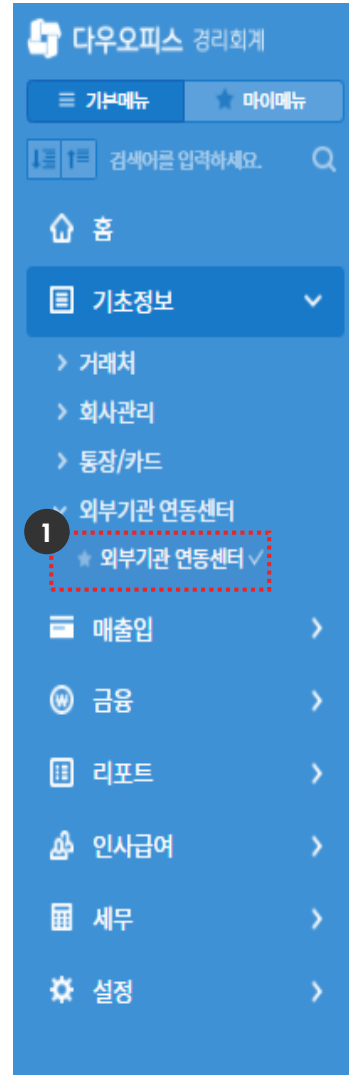 다우오피스 경리회계
기본메뉴 마이메뉴
검색어를 입력하세요.
홈
기초정보
거래처
회사관리
통장/카드
외부기관 연동센터
1
외부기관 연동센터
매출입
금융
리포트
인사급여
세무
설정